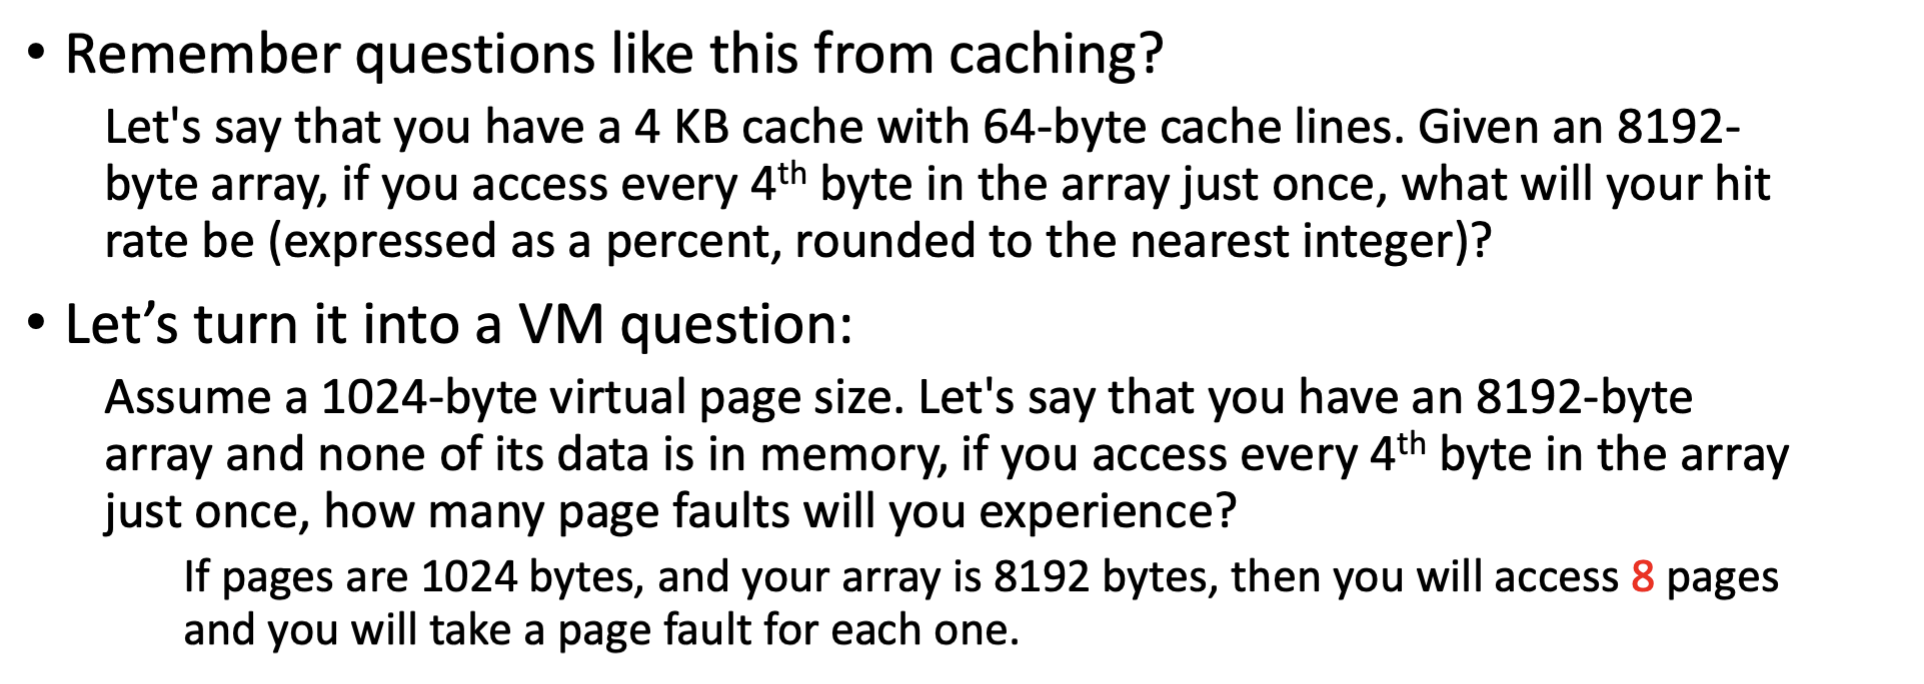 • Remember questions like this from caching?
Let's say that you have a 4 KB cache with 64-byte cache lines. Given an 8192-
byte array, if you access every 4th byte in the array just once, what will your hit
rate be (expressed as a percent, rounded to the nearest integer)?
• Let’s turn it into a VM question:
Assume a 1024-byte virtual page size. Let's say that you have an 8192-byte
array and none of its data is in memory, if you access every 4th byte in the array
just once, how many page faults will you experience?
If pages are 1024 bytes, and your array is 8192 bytes, then you will access 8 pages
and you will take a page fault for each one.